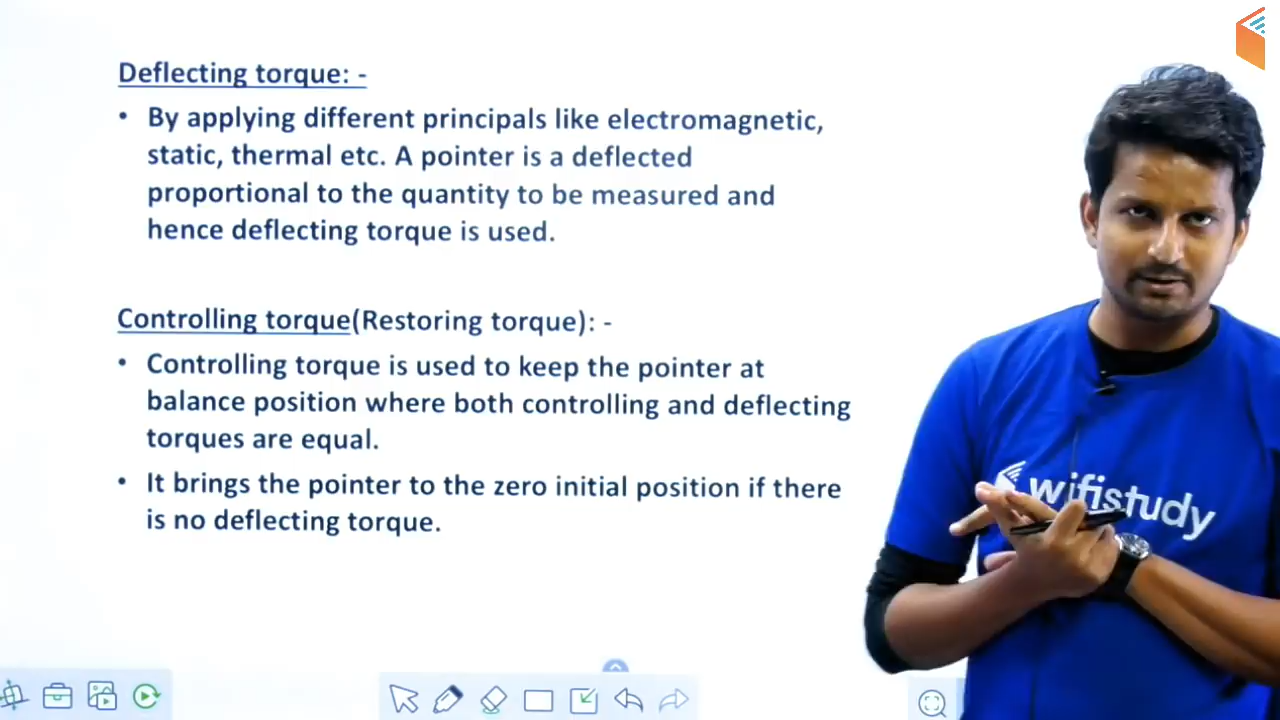 Deflecting torque: -
• By applying different principals like electromagnetic,
static, thermal etc. A pointer is a deflected
proportional to the quantity to be measured and
hence deflecting torque is used.
Controlling torque(Restoring torque): -
• Controlling torque is used to keep the pointer at
balance position where both controlling and deflecting
torques are equal.
• It brings the pointer to the zero initial position if there
is no deflecting torque.
wifistudy